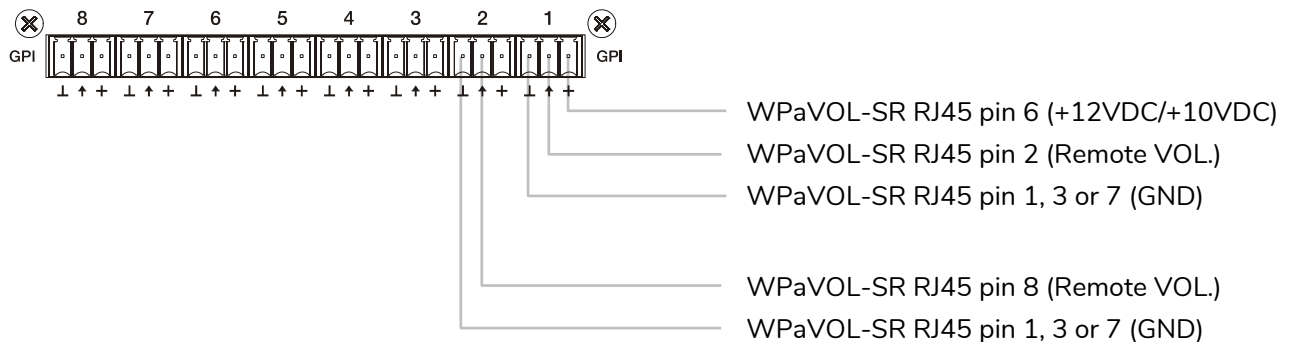 8 7 6 5 4 3 2 1
GPI GPI
⊥ ↑ + ⊥ ↑ + ⊥ ↑ + ⊥ ↑ + ⊥ ↑ + ⊥ ↑ + ⊥ ↑ + ⊥ ↑ +
WPaVOL-SR RJ45 pin 6 (+12VDC/+10VDC)
WPaVOL-SR RJ45 pin 2 (Remote VOL.)
WPaVOL-SR RJ45 pin 1, 3 or 7 (GND)
WPaVOL-SR RJ45 pin 8 (Remote VOL.)
WPaVOL-SR RJ45 pin 1, 3 or 7 (GND)